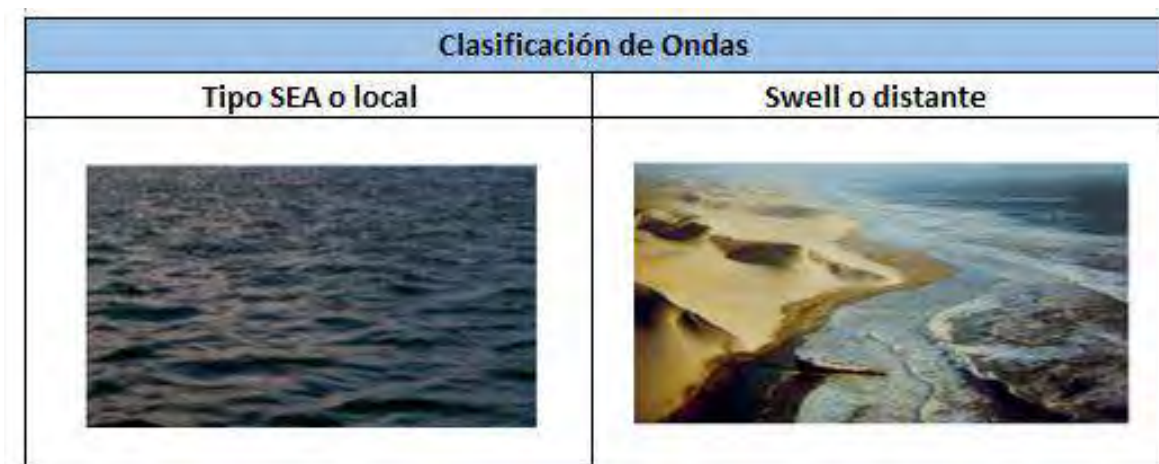 Clasificación de Ondas
Tipo SEA o local
Swell o distante